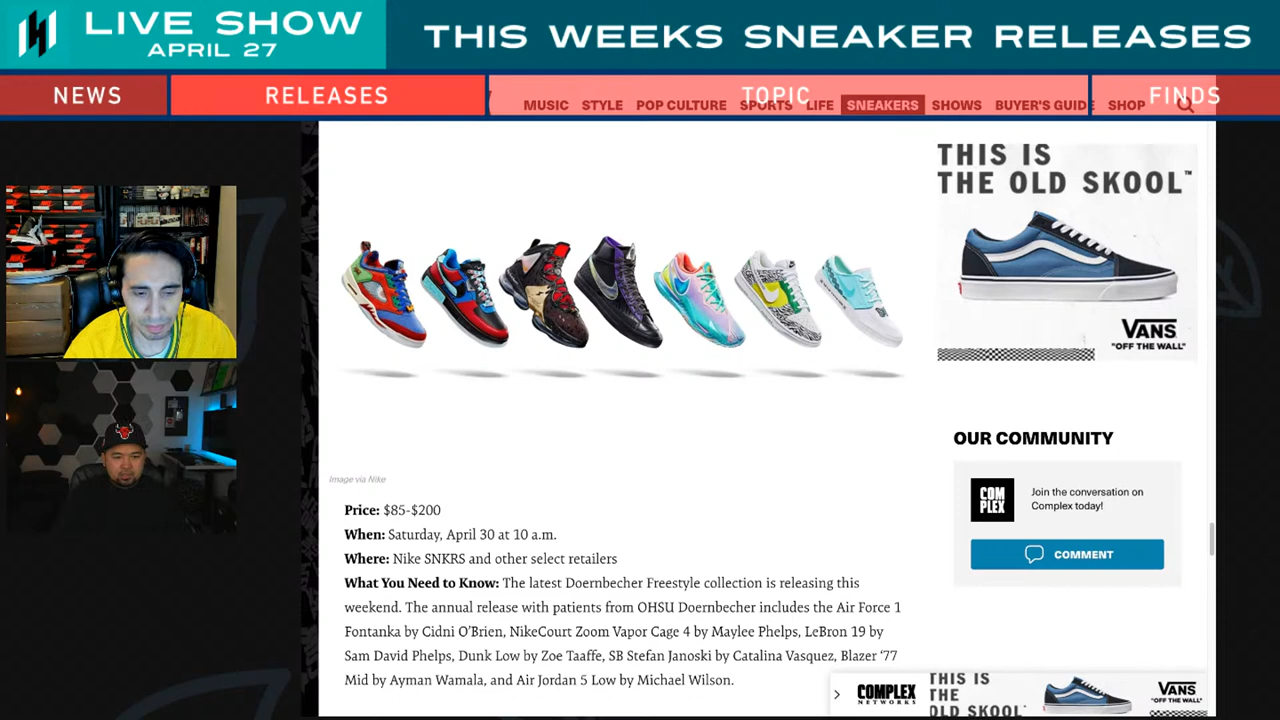 LIVE SHOW
APRIL 27
THIS WEEKS SNEAKER RELEASES
NEWS
RELEASES
TOPIC
FINDS
MUSIC STYLE POP CULTURE SPORTS LIFE SNEAKERS SHOWS BUYER'S GUIDE SHOP
THIS IS
THE OLD SKOOL™
VANS
"OFF THE WALL"
OUR COMMUNITY
COMPLEX
Join the conversation on
Complex today!
COMMENT
Image via Nike
Price: $85-$200
When: Saturday, April 30 at 10 a.m.
Where: Nike SNKRS and other select retailers
What You Need to Know: The latest Doernbecher Freestyle collection is releasing this
weekend. The annual release with patients from OHSU Doernbecher includes the Air Force 1
Fontanka by Cidni O'Brien, NikeCourt Zoom Vapor Cage 4 by Maylee Phelps, LeBron 19 by
Sam David Phelps, Dunk Low by Zoe Taaffe, SB Stefan Janoski by Catalina Vasquez, Blazer '77
Mid by Ayman Wamala, and Air Jordan 5 Low by Michael Wilson.
COMPLEX
NETWORKS
THIS IS
THE
OLD SKOOL™
VANS
"OFF THE WALL"